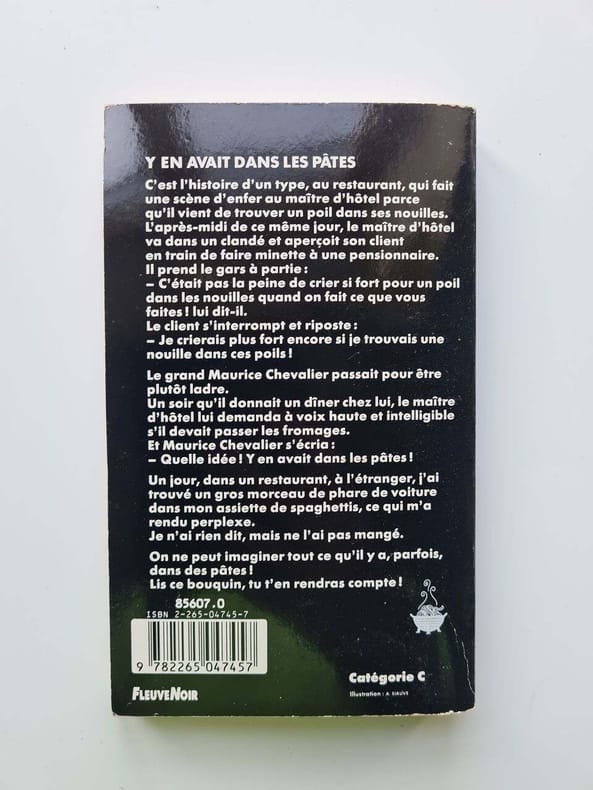 Y EN AVAIT DANS LES PÂTES
C'est l'histoire d'un type, au restaurant, qui fait
une scène d'enfer au maître d'hôtel parce
qu'il vient de trouver un poil dans ses nouilles.
L'après-midi de ce même jour, le maître d'hôtel
va dans un clandé et aperçoit son client
en train de faire minette à une pensionnaire.
Il prend le gars à partie :
– C'était pas la peine de crier si fort pour un poil
dans les nouilles quand on fait ce que vous
faites ! lui dit-il.
Le client s'interrompt et riposte :
– Je crierais plus fort encore si je trouvais une
nouille dans ces poils !
Le grand Maurice Chevalier passait pour être
plutôt ladre.
Un soir qu'il donnait un dîner chez lui, le maître
d'hôtel lui demanda à voix haute et intelligible
s'il devait passer les fromages.
Et Maurice Chevalier s'écria :
– Quelle idée ! Y en avait dans les pâtes !
Un jour, dans un restaurant, à l'étranger, j'ai
trouvé un gros morceau de phare de voiture
dans mon assiette de spaghettis, ce qui m'a
rendu perplexe.
Je n'ai rien dit, mais ne l'ai pas mangé.
On ne peut imaginer tout ce qu'il y a, parfois,
dans des pâtes !
Lis ce bouquin, tu t'en rendras compte !
85607.0
ISBN 2-265-04745-7
9 782265 047457
Catégorie C
FLEUVENOIR
Illustration : A.